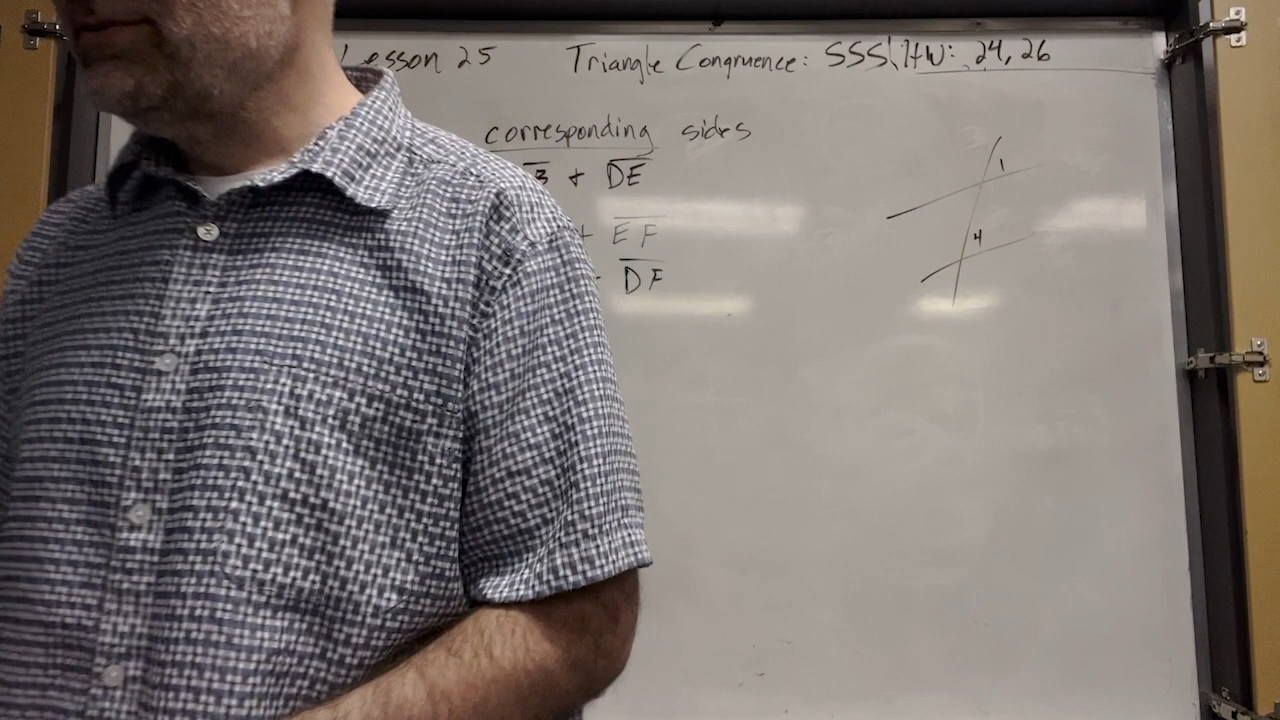 Lesson 25 Triangle Congruence: SSS\HW: 24, 26
corresponding sides
+ DE
+ EF
DF
1
4